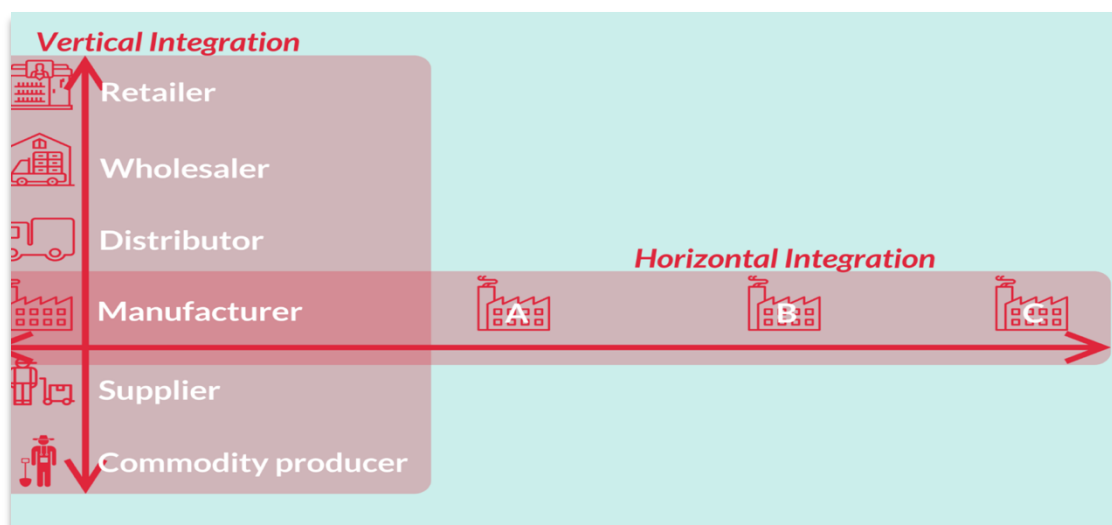 Vertical Integration
Retailer
Wholesaler
Distributor
Horizontal Integration
Manufacturer
A
B
C
Supplier
Commodity producer